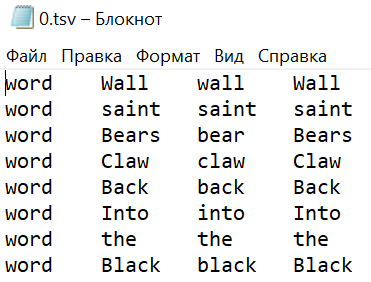 0.tsv – Блокнот
Файл Правка Формат Вид Справка
word Wall wall Wall
word saint saint saint
word Bears bear Bears
word Claw claw Claw
word Back back Back
word Into into Into
word the the the
word Black black Black